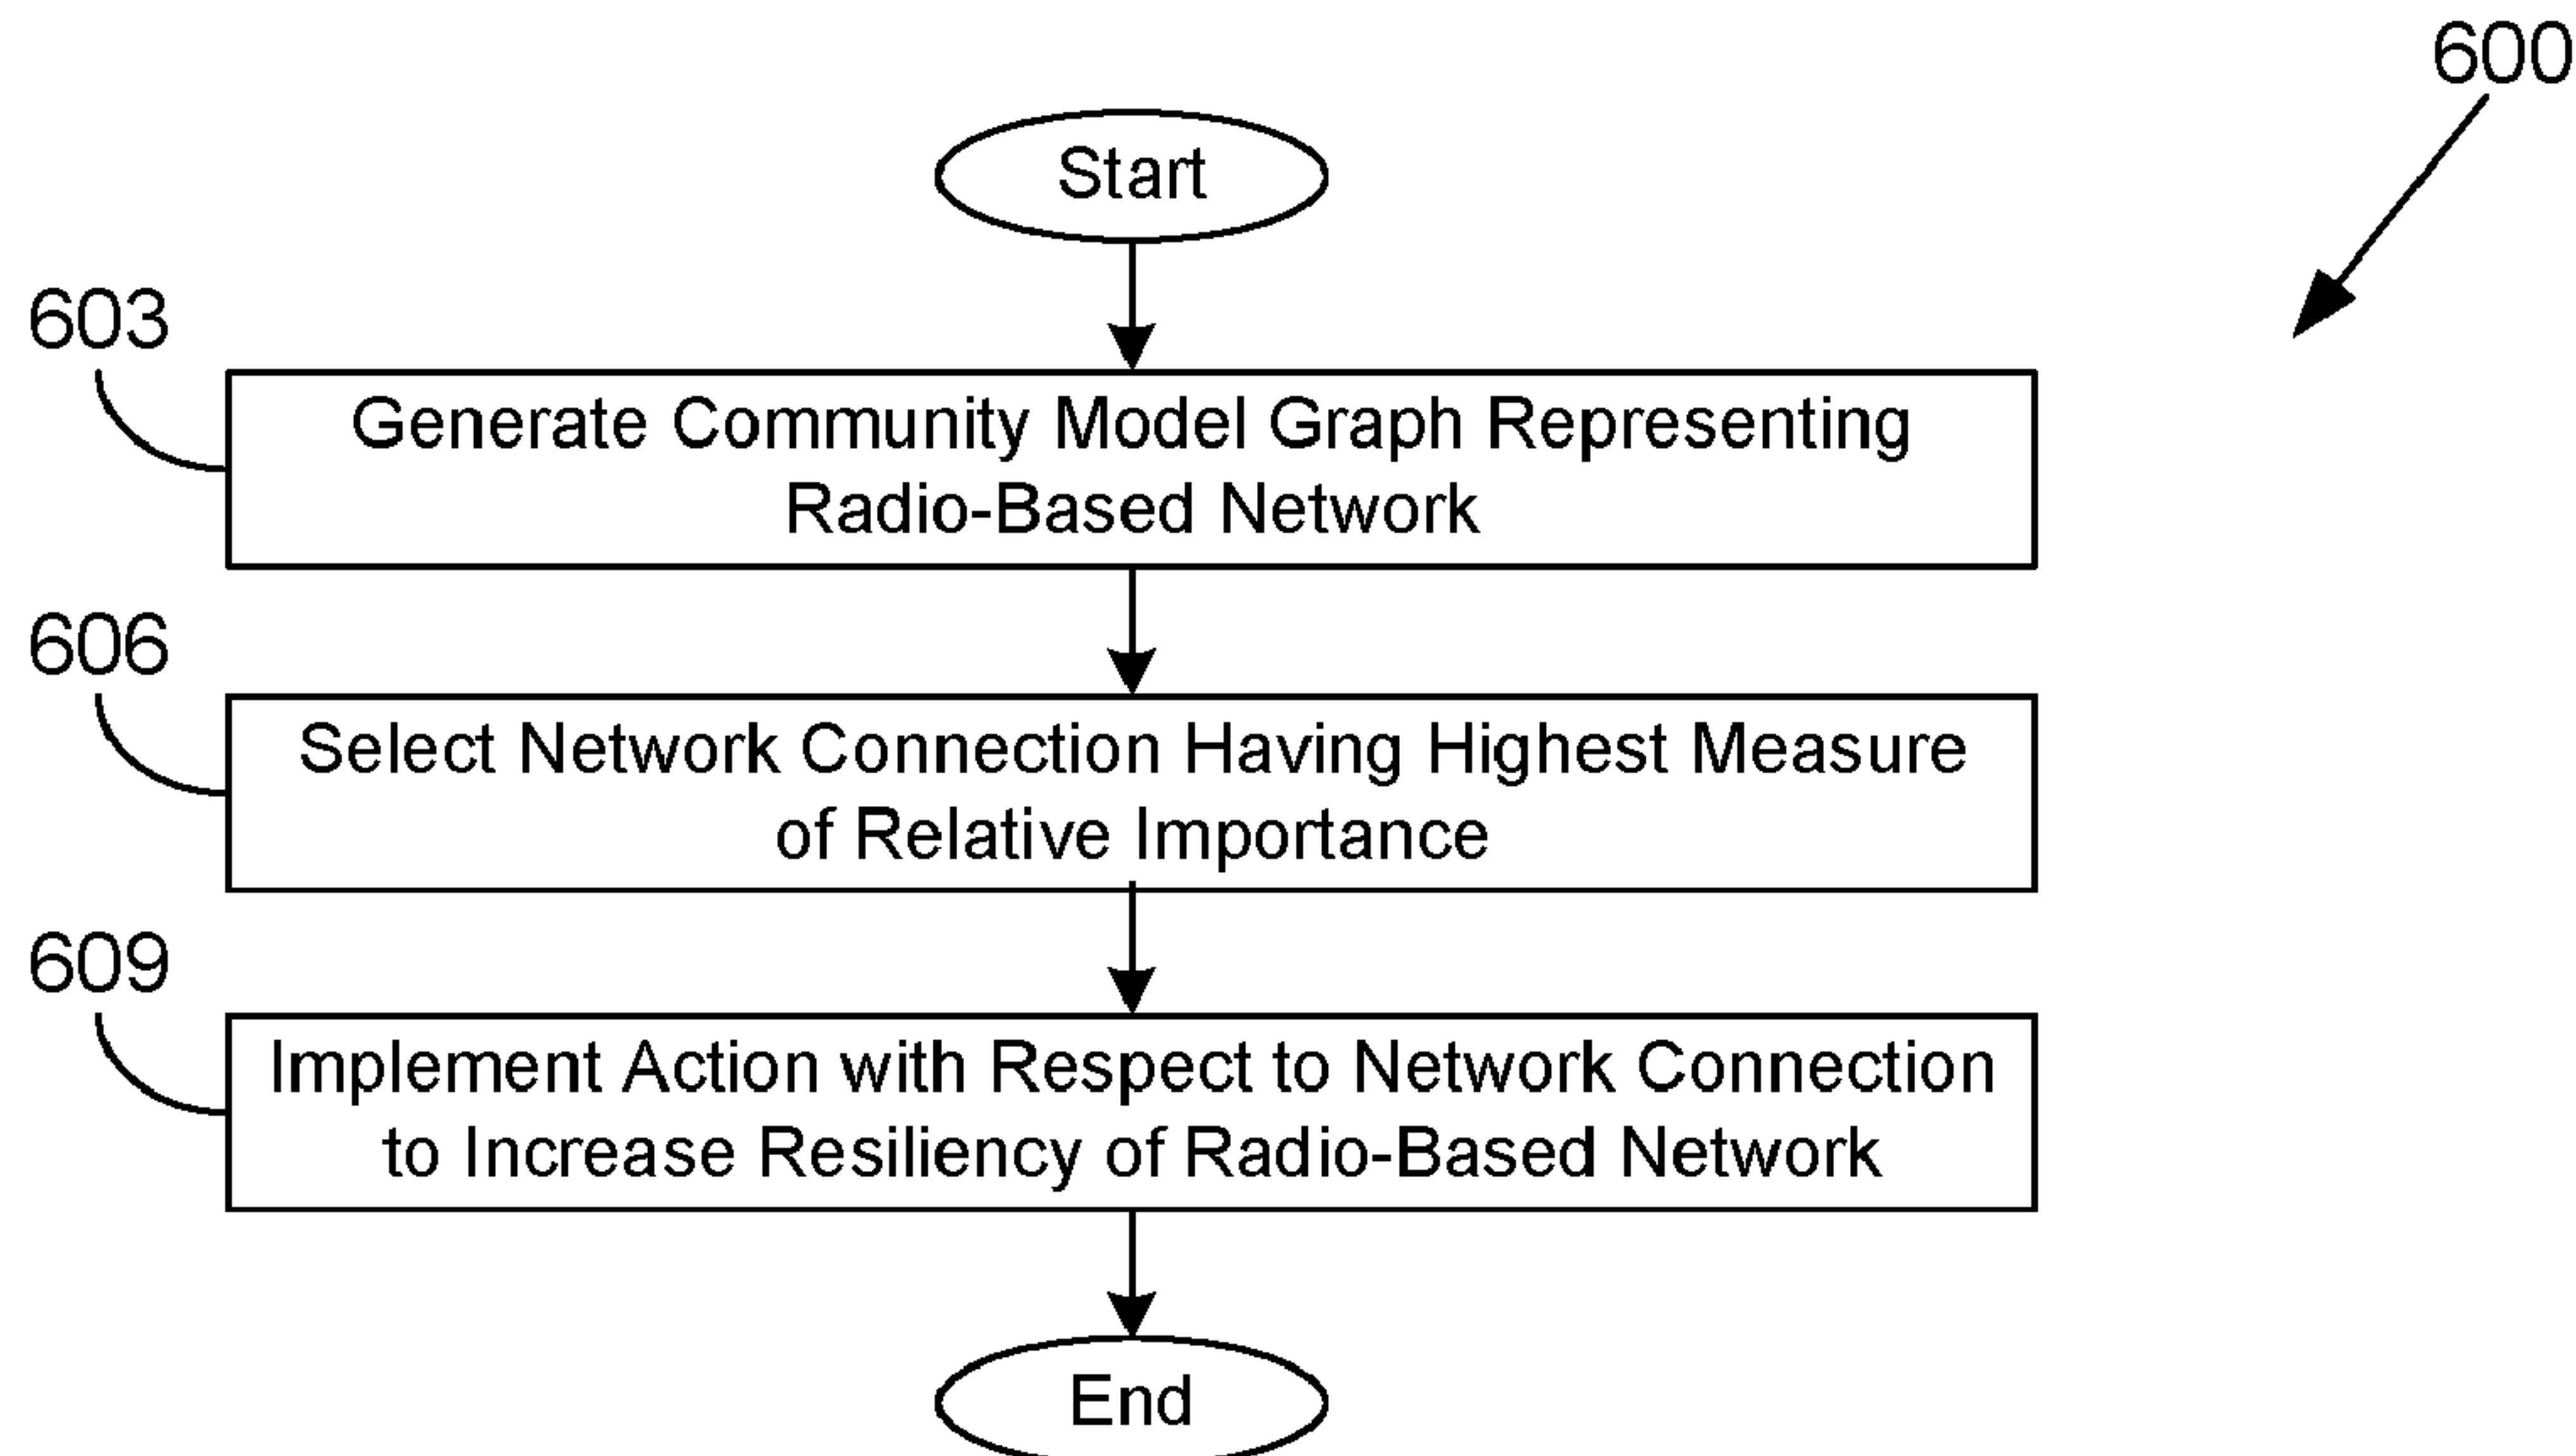 600
Start
603
Generate Community Model Graph Representing
Radio-Based Network
606
Select Network Connection Having Highest Measure
of Relative Importance
609
Implement Action with Respect to Network Connection
to Increase Resiliency of Radio-Based Network
End